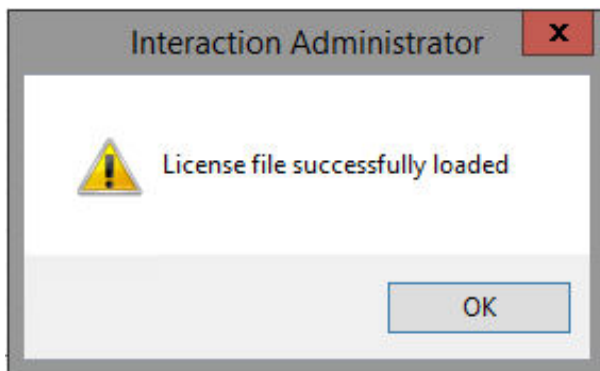 Interaction Administrator
License file successfully loaded
OK